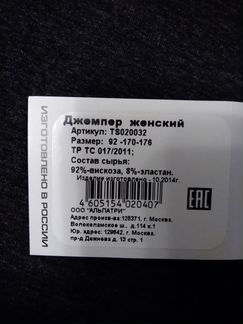 Джемпер женский
Артикул: TS020032
Размер: 92 -170-176
ТР ТС 017/2011;
Состав сырья:
92%-вискоза, 8%-эластан.
Изделие изготовлено - 10.2014г.
4 605154 020407
ООО "АЛЬПАТРИ"
Адрес произв-ва:125371, г. Москва.
Волоколамское ш., д.114 к.1
Юр. адрес: 129642, г. Москва.
пр-д Дежнева д. 13 стр. 1
ИЗГОТОВЛЕНО В РОССИИ
EAC